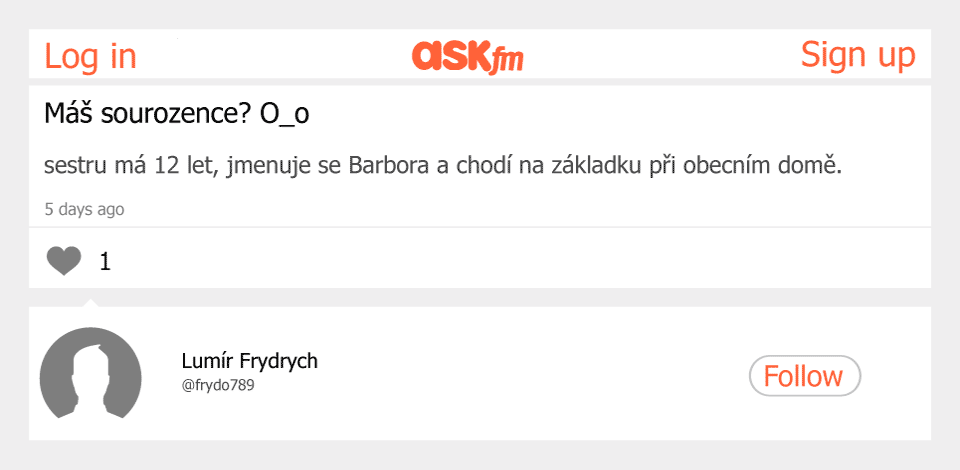 Log in
askfm
Sign up
Máš sourozence? O_o
sestru má 12 let, jmenuje se Barbora a chodí na základku při obecním domě.
5 days ago
1
Lumír Frydrych
@frydo789
Follow